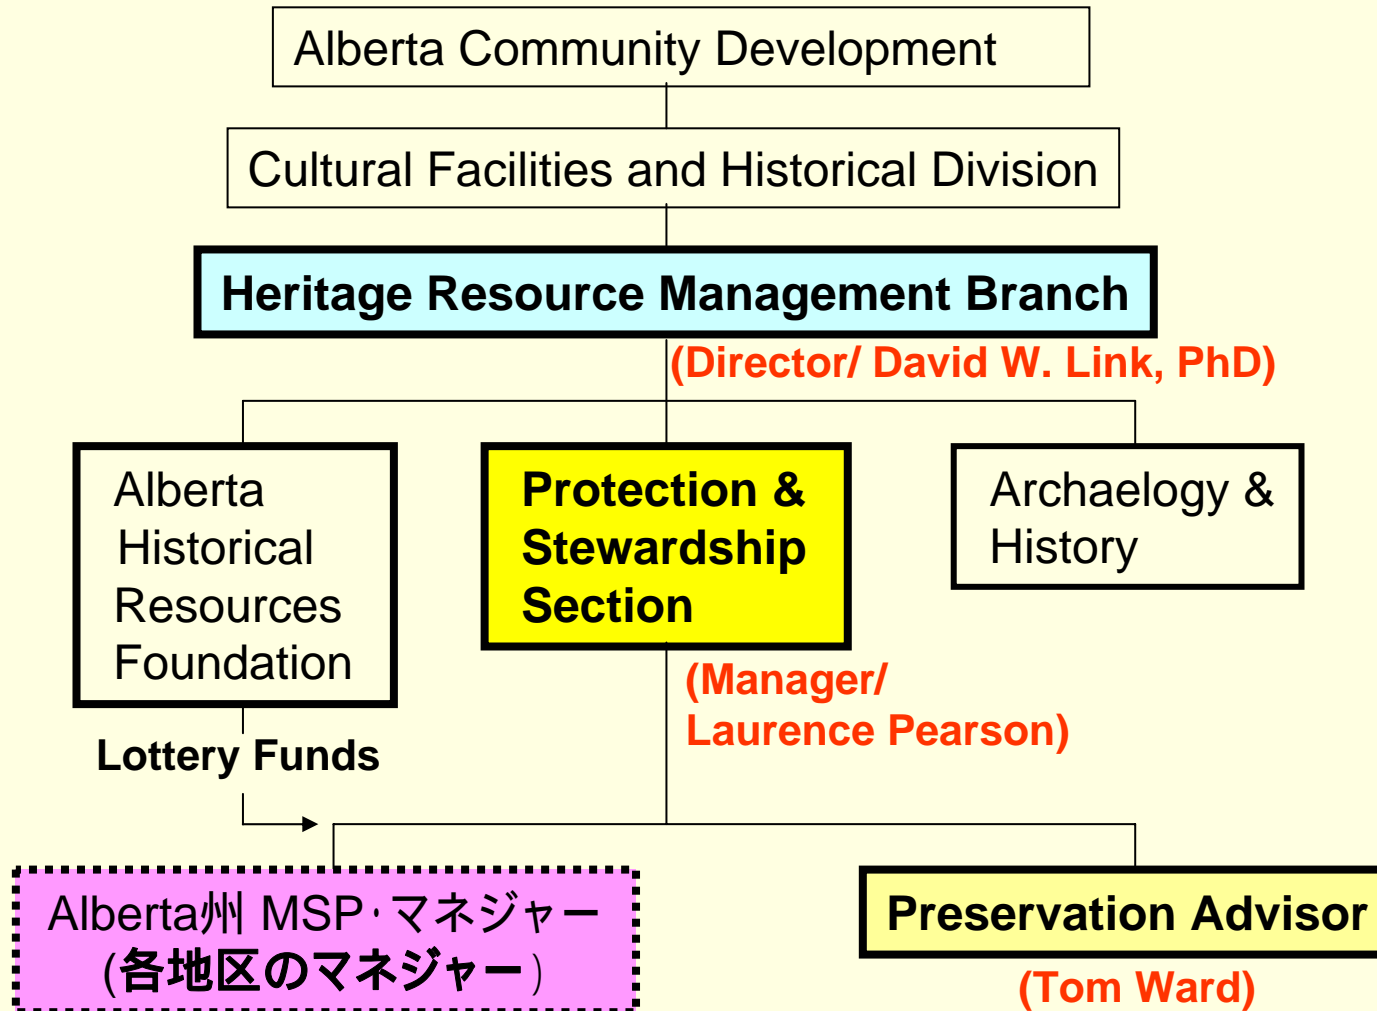 Alberta Community Development
Cultural Facilities and Historical Division
Heritage Resource Management Branch
(Director/ David W. Link, PhD)
Alberta
Historical
Resources
Foundation
Protection &
Stewardship
Section
Archaelogy &
History
(Manager/
Laurence Pearson)
Lottery Funds
Alberta州 MSP・マネジャー
(各地区のマネジャー)
Preservation Advisor
(Tom Ward)